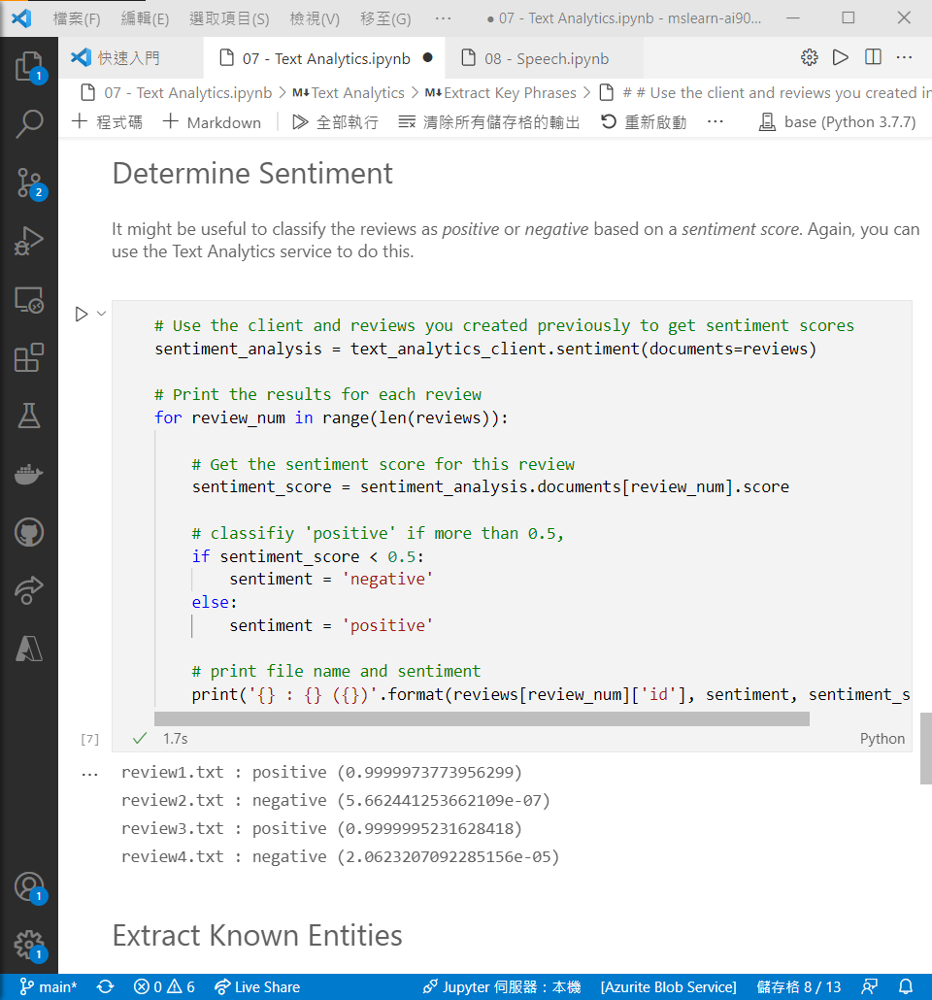 檔案(F) 編輯(E) 選取項目(S) 檢視(V) 移至(G) ··· ● 07 - Text Analytics.ipynb - mslearn-ai90...
快速入門 07 - Text Analytics.ipynb ● 08 - Speech.ipynb ···
07 - Text Analytics.ipynb > M↓Text Analytics > M↓Extract Key Phrases > # # Use the client and reviews you created in
+ 程式碼 + Markdown 全部執行 清除所有儲存格的輸出 重新啟動 ··· base (Python 3.7.7)
Determine Sentiment
It might be useful to classify the reviews as positive or negative based on a sentiment score. Again, you can
use the Text Analytics service to do this.
# Use the client and reviews you created previously to get sentiment scores
sentiment_analysis = text_analytics_client.sentiment(documents=reviews)
# Print the results for each review
for review_num in range(len(reviews)):
# Get the sentiment score for this review
sentiment_score = sentiment_analysis.documents[review_num].score
# classifiy 'positive' if more than 0.5,
if sentiment_score < 0.5:
sentiment = 'negative'
else:
sentiment = 'positive'
# print file name and sentiment
print('{} : {} ({})'.format(reviews[review_num]['id'], sentiment, sentiment_s
[7] ✓ 1.7s Python
··· review1.txt : positive (0.9999973773956299)
review2.txt : negative (5.662441253662109e-07)
review3.txt : positive (0.9999995231628418)
review4.txt : negative (2.0623207092285156e-05)
Extract Known Entities
1
2
1
1
main* 0 6 Live Share Jupyter 伺服器：本機 [Azurite Blob Service] 儲存格 8 / 13